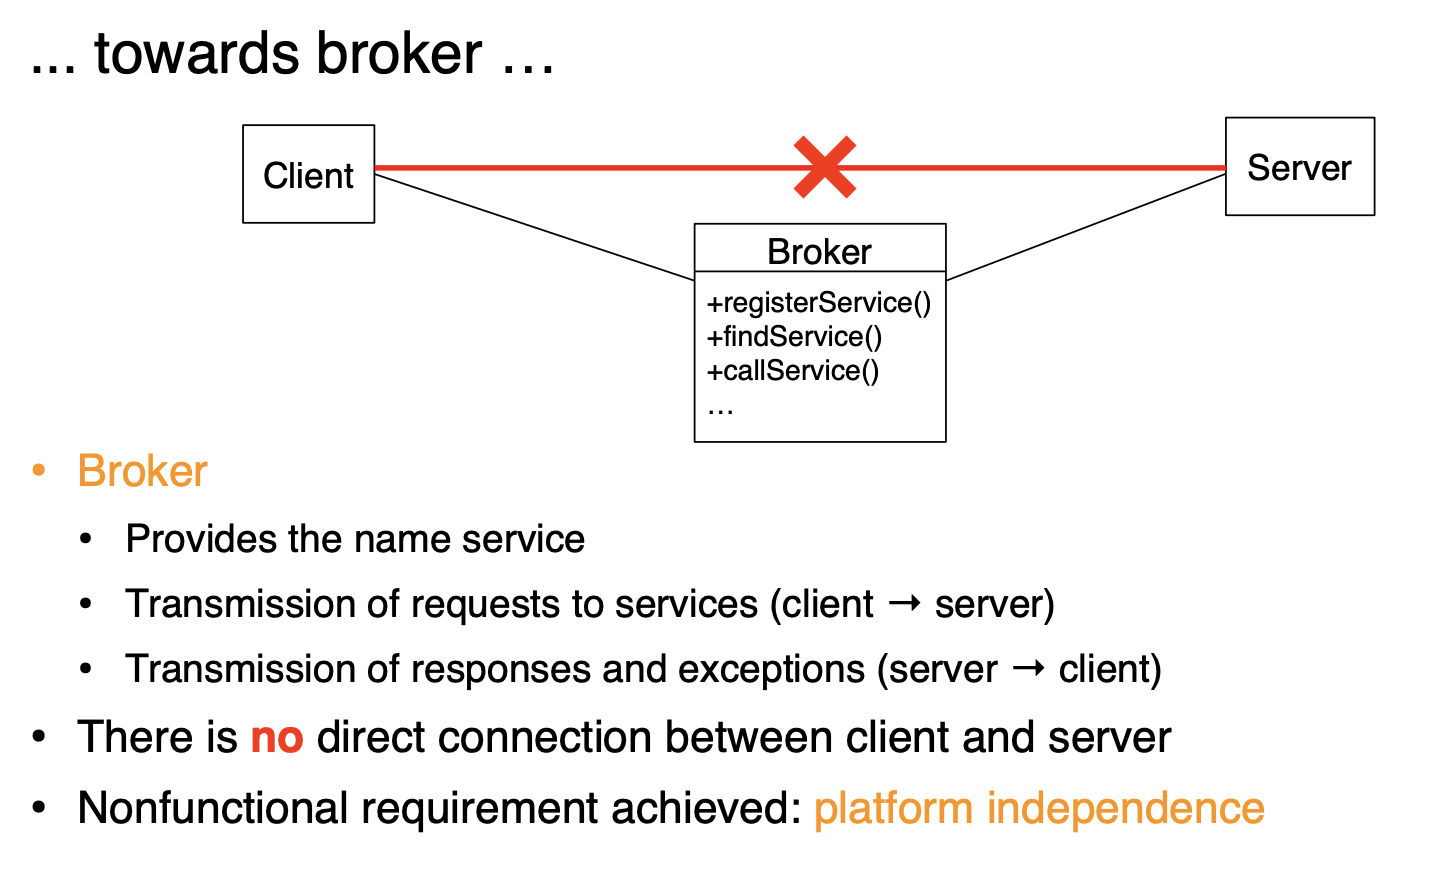 ... towards broker ...
Client
Server
Broker
+registerService()
+findService()
+callService()
...
• Broker
• Provides the name service
• Transmission of requests to services (client → server)
• Transmission of responses and exceptions (server → client)
• There is no direct connection between client and server
• Nonfunctional requirement achieved: platform independence